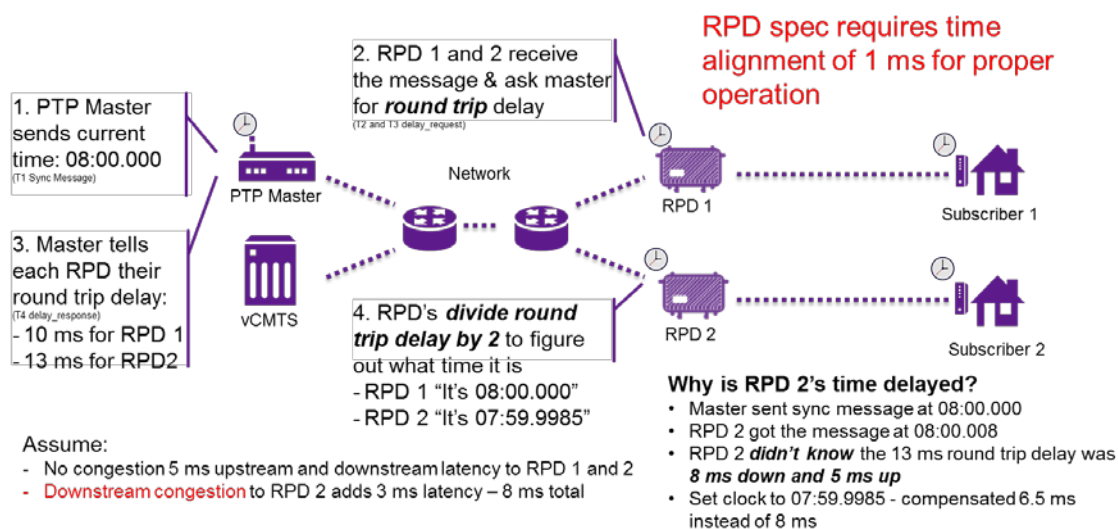 RPD spec requires time
alignment of 1 ms for proper
operation
1. PTP Master
sends current
time: 08:00.000
(T1 Sync Message)
2. RPD 1 and 2 receive
the message & ask master
for round trip delay
(T2 and T3 delay_request)
PTP Master
Network
RPD 1
Subscriber 1
3. Master tells
each RPD their
round trip delay:
(T4 delay_response)
- 10 ms for RPD 1
- 13 ms for RPD2
vCMTS
4. RPD's divide round
trip delay by 2 to figure
out what time it is
- RPD 1 “It's 08:00.000”
- RPD 2 “It's 07:59.9985”
RPD 2
Subscriber 2
Why is RPD 2's time delayed?
• Master sent sync message at 08:00.000
• RPD 2 got the message at 08:00.008
• RPD 2 didn't know the 13 ms round trip delay was
8 ms down and 5 ms up
• Set clock to 07:59.9985 - compensated 6.5 ms
instead of 8 ms
Assume:
- No congestion 5 ms upstream and downstream latency to RPD 1 and 2
- Downstream congestion to RPD 2 adds 3 ms latency – 8 ms total